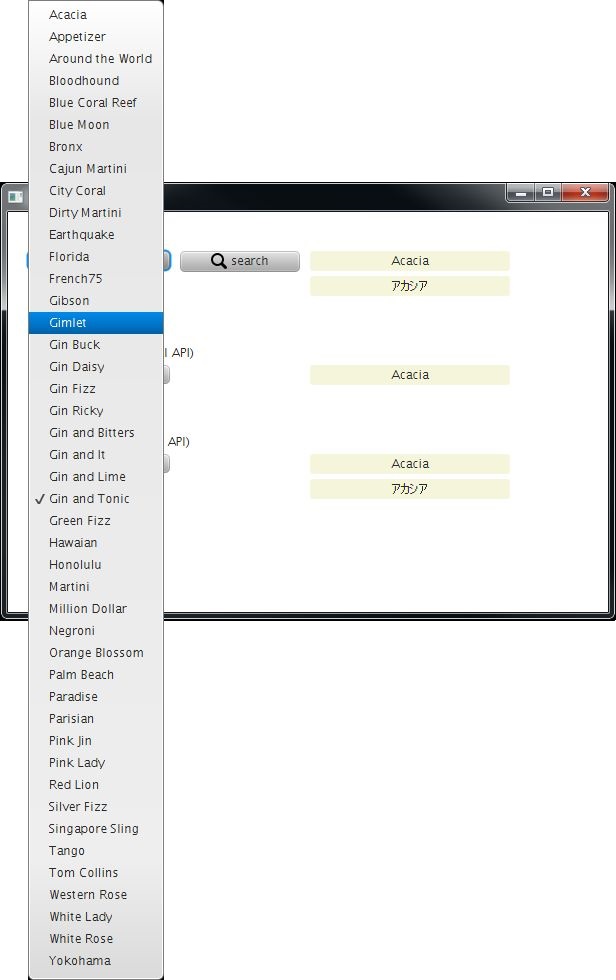 Acacia
Appetizer
Around the World
Bloodhound
Blue Coral Reef
Blue Moon
Bronx
Cajun Martini
City Coral
Dirty Martini
Earthquake
Florida
French75
Gibson
Gimlet
Gin Buck
Gin Daisy
Gin Fizz
Gin Ricky
Gin and Bitters
Gin and It
Gin and Lime
Gin and Tonic
Green Fizz
Hawaian
Honolulu
Martini
Million Dollar
Negroni
Orange Blossom
Palm Beach
Paradise
Parisian
Pink Jin
Pink Lady
Red Lion
Silver Fizz
Singapore Sling
Tango
Tom Collins
Western Rose
White Lady
White Rose
Yokohama
search
Acacia
アカシア
API)
Acacia
API)
Acacia
アカシア